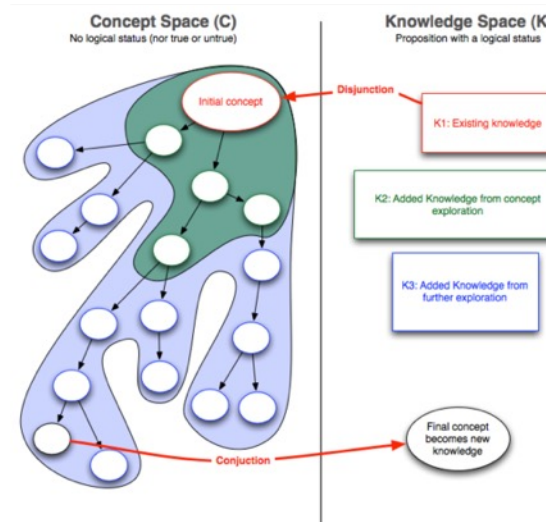 Concept Space (C)
No logical status (nor true or untrue)
Knowledge Space (K
Proposition with a logical status
Initial concept
Disjunction
K1: Existing knowledge
K2: Added Knowledge from concept
exploration
K3: Added Knowledge from
further exploration
Conjuction
Final concept
becomes new
knowledge